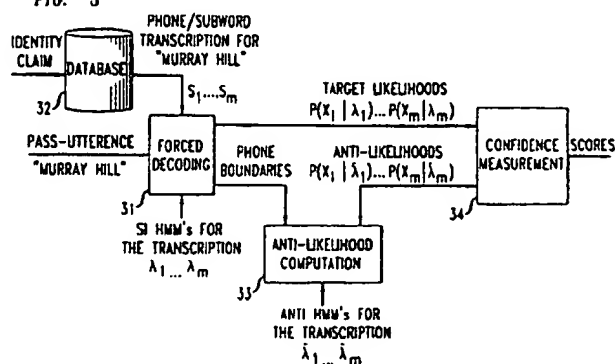 FIG. 3
PHONE/SUBWORD
TRANSCRIPTION FOR
"MURRAY HILL"
IDENTITY
CLAIM
DATABASE
32
S₁...Sₘ
PASS-UTTERENCE
"MURRAY HILL"
FORCED
DECODING
31
SI HMM's FOR
THE TRANSCRIPTION
λ₁... λₘ
PHONE
BOUNDARIES
TARGET LIKELIHOODS
P(X₁ | λ₁)... P(Xₘ | λₘ)
ANTI-LIKELIHOODS
P(X₁ | λ̄₁)... P(Xₘ | λ̄ₘ)
ANTI-LIKELIHOOD
COMPUTATION
33
ANTI HMM's FOR
THE TRANSCRIPTION
λ̄₁... λ̄ₘ
CONFIDENCE
MEASUREMENT
34
SCORES